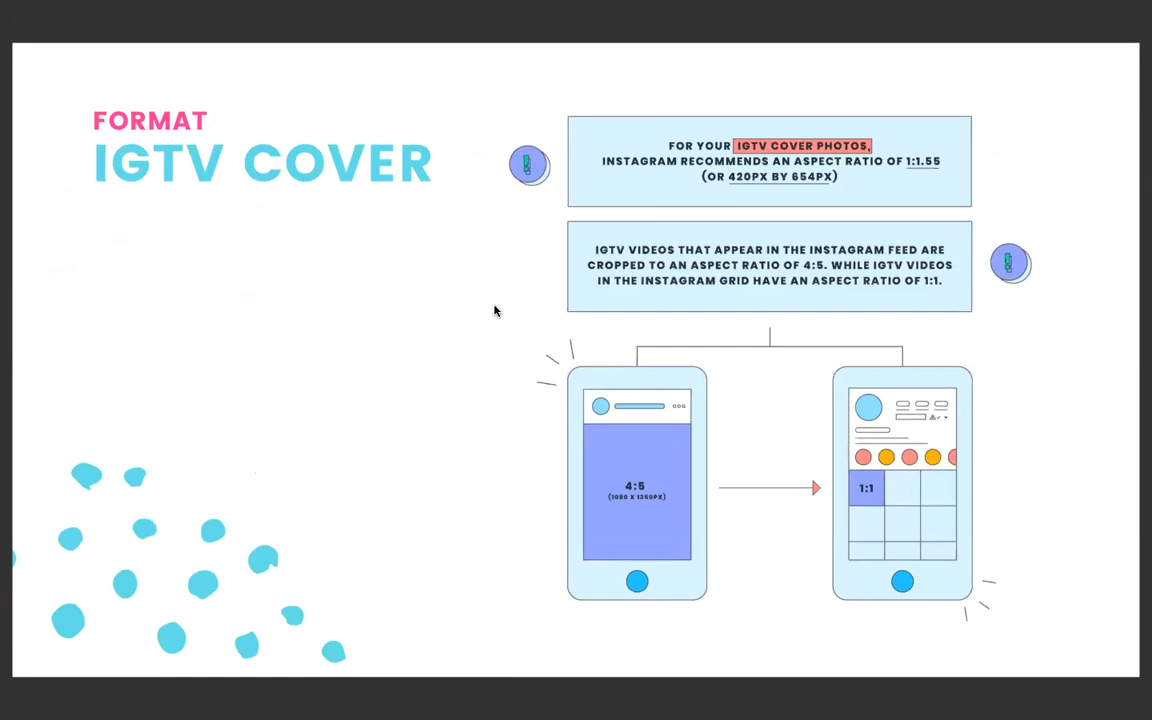 FORMAT
IGTV COVER
FOR YOUR IGTV COVER PHOTOS,
INSTAGRAM RECOMMENDS AN ASPECT RATIO OF 1:1.55
(OR 420PX BY 654PX)
IGTV VIDEOS THAT APPEAR IN THE INSTAGRAM FEED ARE
CROPPED TO AN ASPECT RATIO OF 4:5. WHILE IGTV VIDEOS
IN THE INSTAGRAM GRID HAVE AN ASPECT RATIO OF 1:1.
4:5
(1080 X 1350PX)
1:1